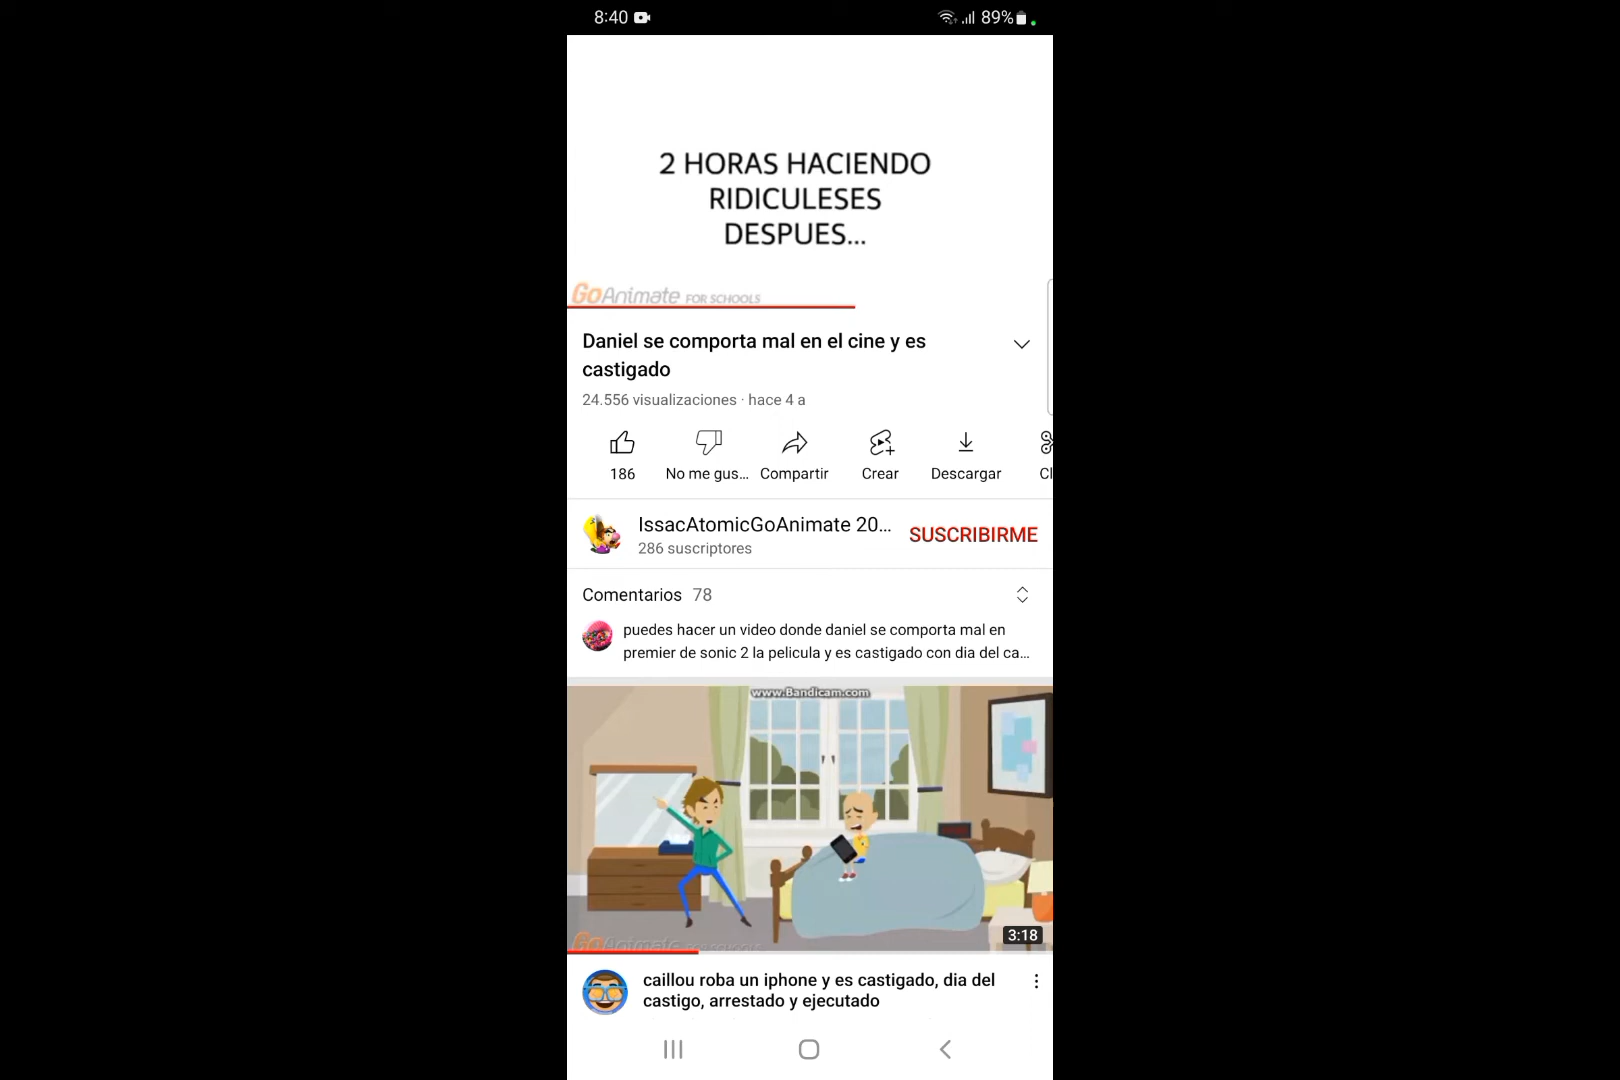 8:40
89%
2 HORAS HACIENDO
RIDICULESES
DESPUES...
GoAnimate FOR SCHOOLS
Daniel se comporta mal en el cine y es
castigado
24.556 visualizaciones · hace 4 a
186
No me gus...
Compartir
Crear
Descargar
Cl
IssacAtomicGoAnimate 20...
SUSCRIBIRME
286 suscriptores
Comentarios 78
puedes hacer un video donde daniel se comporta mal en
premier de sonic 2 la pelicula y es castigado con dia del ca...
www.Bandicam.com
GoAnimate FOR SCHOOLS
3:18
caillou roba un iphone y es castigado, dia del
castigo, arrestado y ejecutado